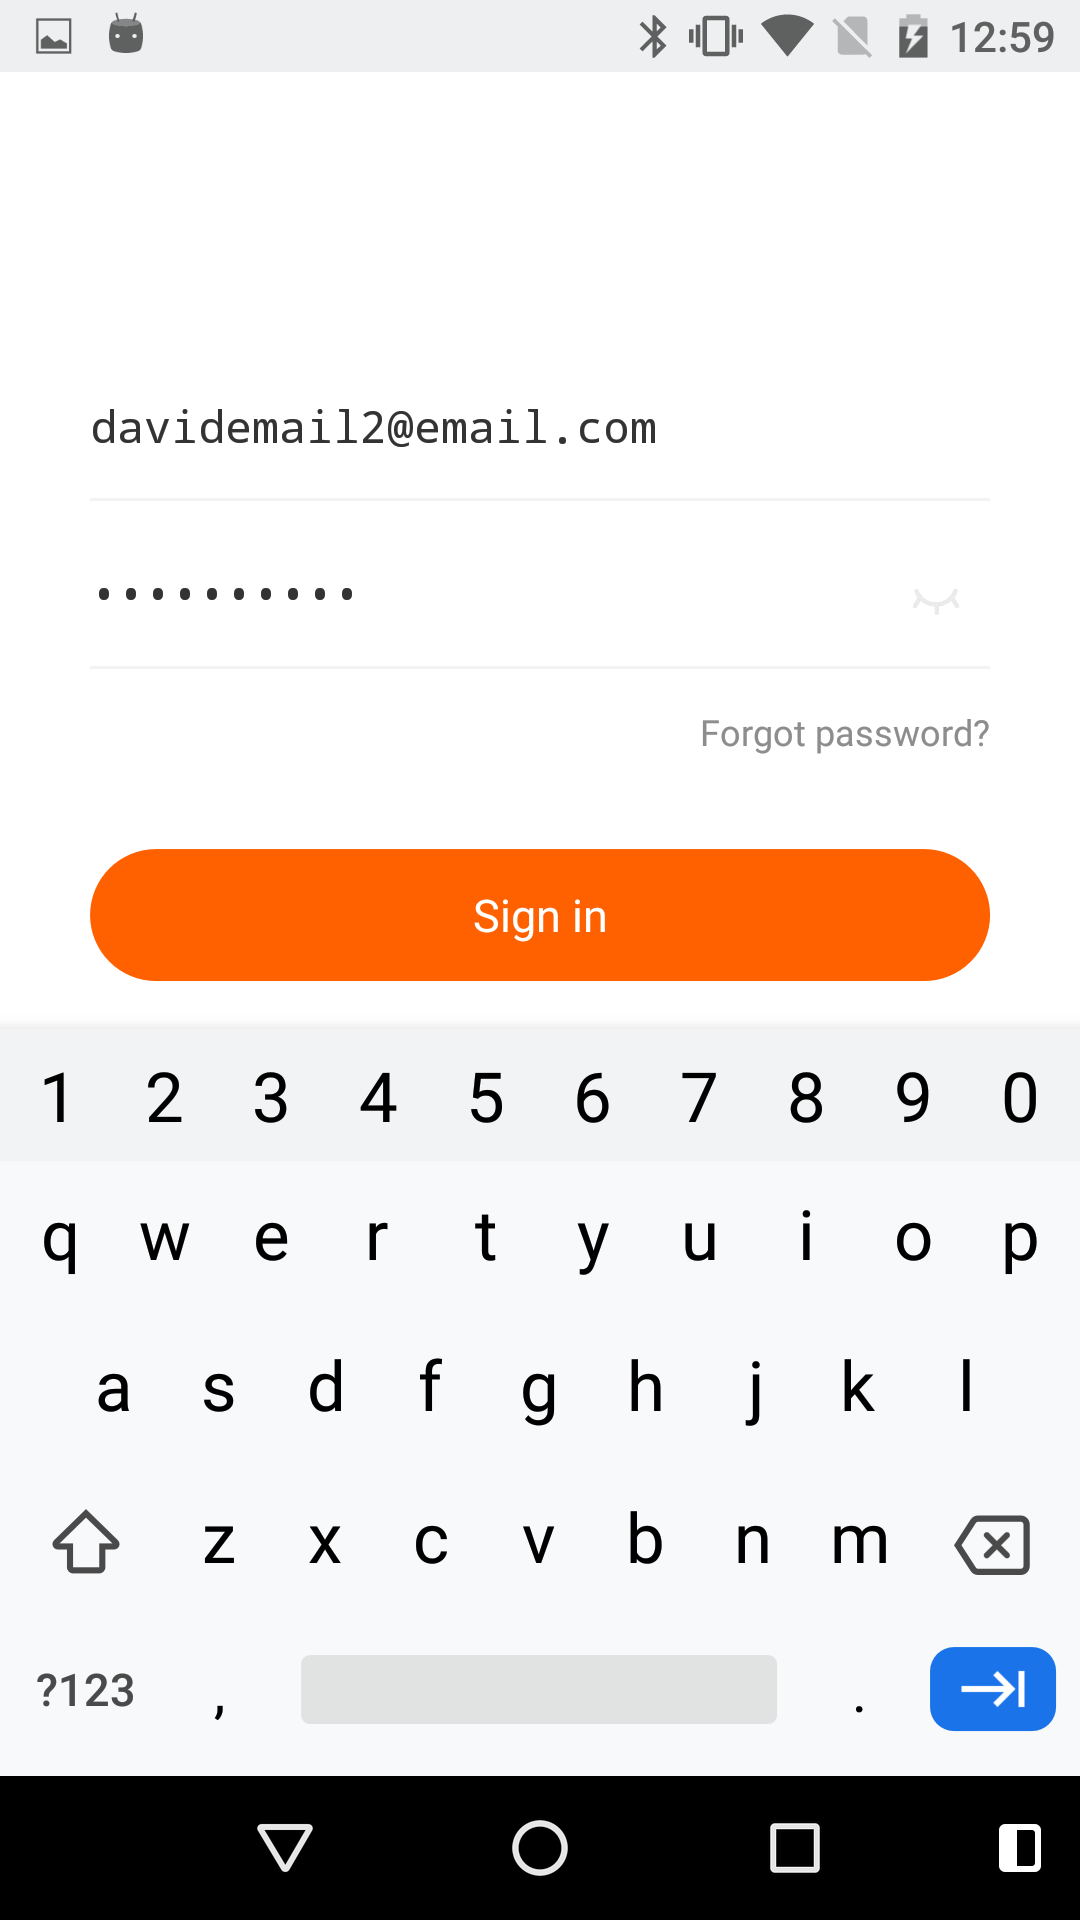 12:59
davidemail2@email.com
••••••••••
Forgot password?
Sign in
1 2 3 4 5 6 7 8 9 0
q w e r t y u i o p
a s d f g h j k l
z x c v b n m
?123 , .